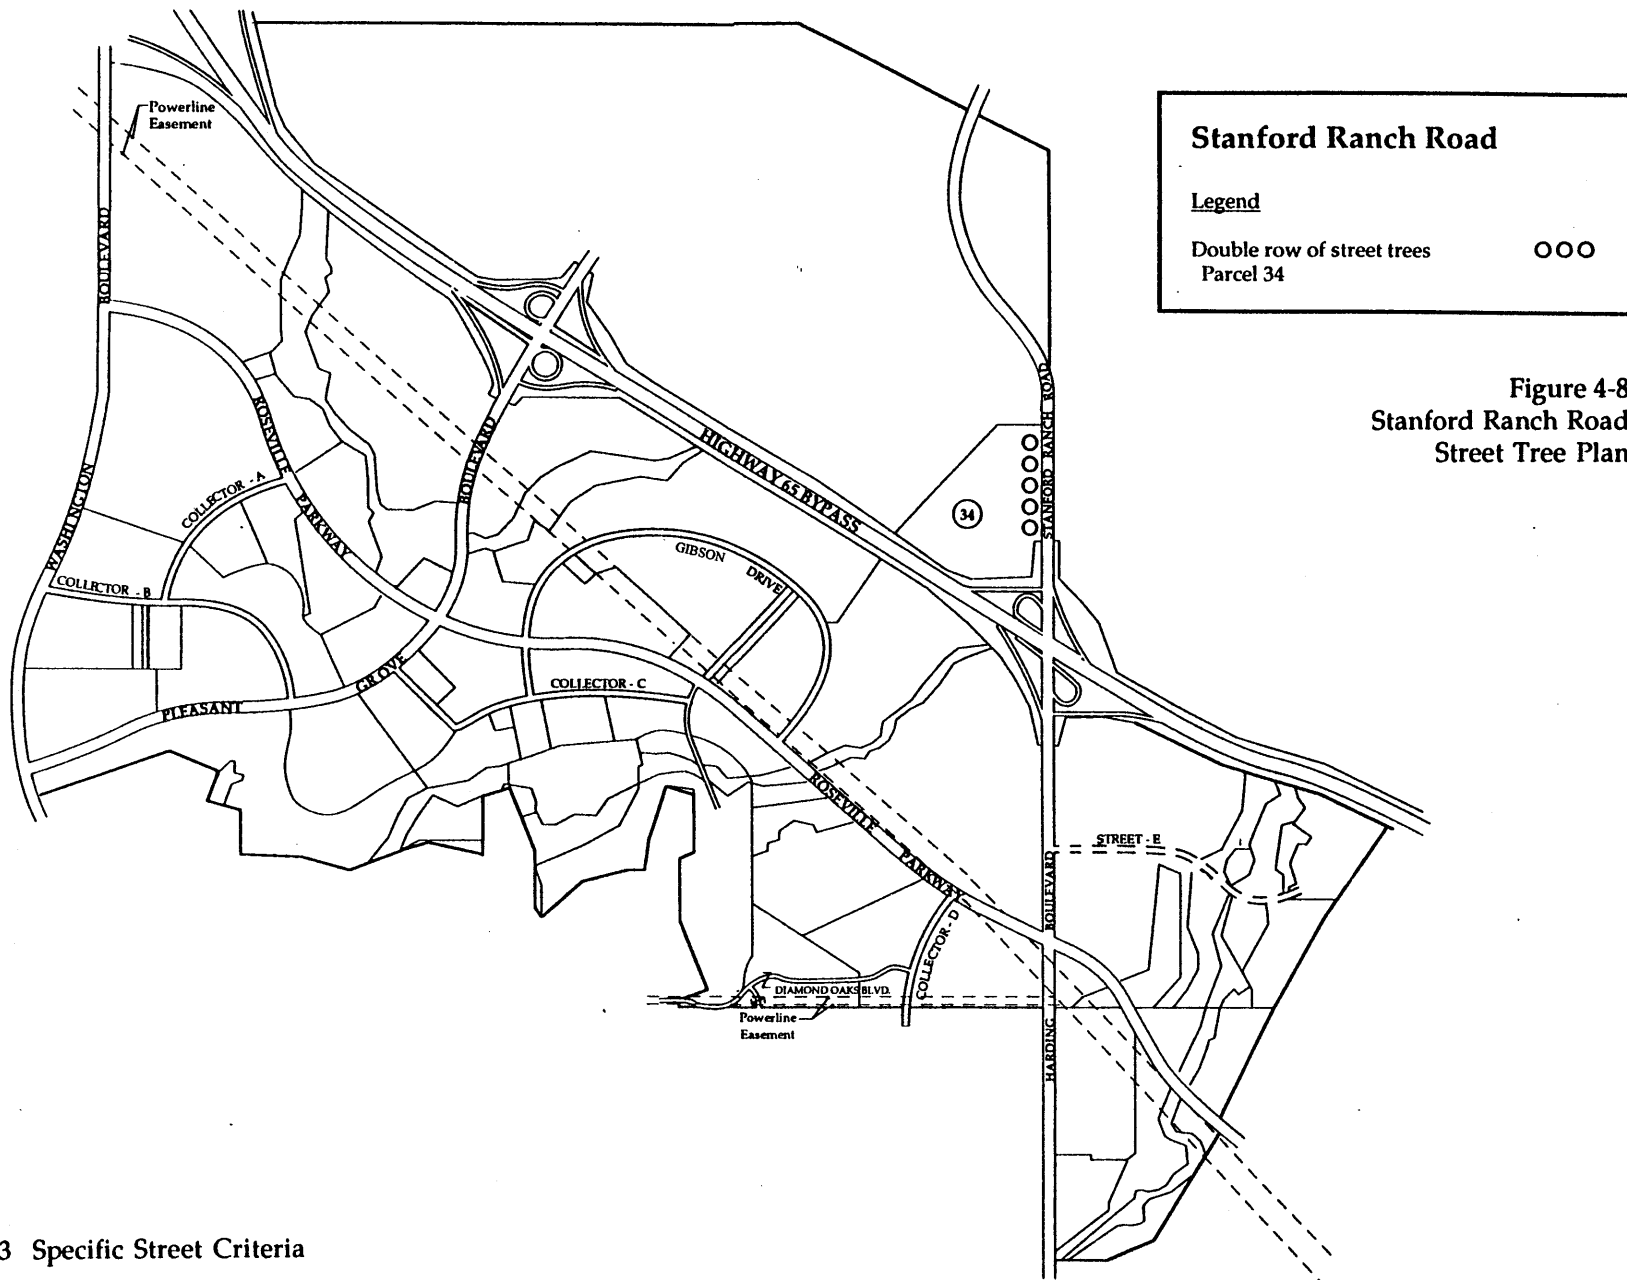 Powerline
Easement
Stanford Ranch Road
Legend
Double row of street trees
Parcel 34
Figure 4-8
Stanford Ranch Road
Street Tree Plan
BOULEVARD
WASHINGTON
ROSEVILLE
PARKWAY
COLLECTOR - A
COLLECTOR - B
BOULEVARD
HIGHWAY 65 BYPASS
STANFORD RANCH ROAD
34
GIBSON
DRIVE
GROVE
PLEASANT
COLLECTOR - C
ROSEVILLE
PARKWAY
STREET - E
BOULEVARD
COLLECTOR - D
DIAMOND OAKS BLVD.
Powerline
Easement
HARDING
3 Specific Street Criteria